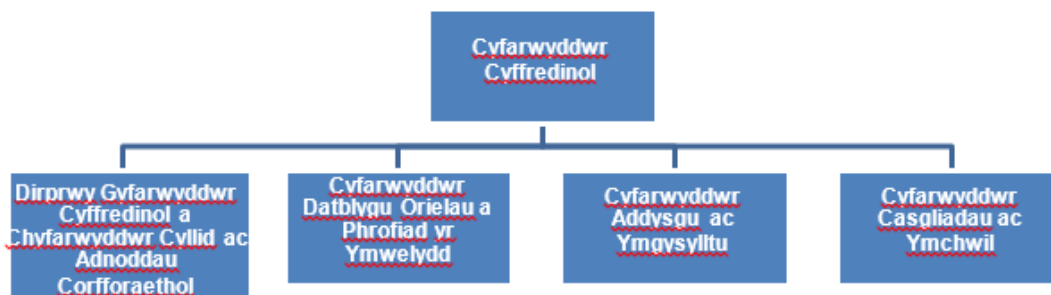 Cyfarwyddwr
Cyffredinol
Dirprwy Gyfarwyddwr
Cyffredinol a
Chyfarwyddwr Cyllid ac
Adnoddau
Corfforaethol
Cyfarwyddwr
Datblygu Orielau a
Phrofiad yr
Ymwelydd
Cyfarwyddwr
Addysgu ac
Ymgysylltu
Cyfarwyddwr
Casgliadau ac
Ymchwil